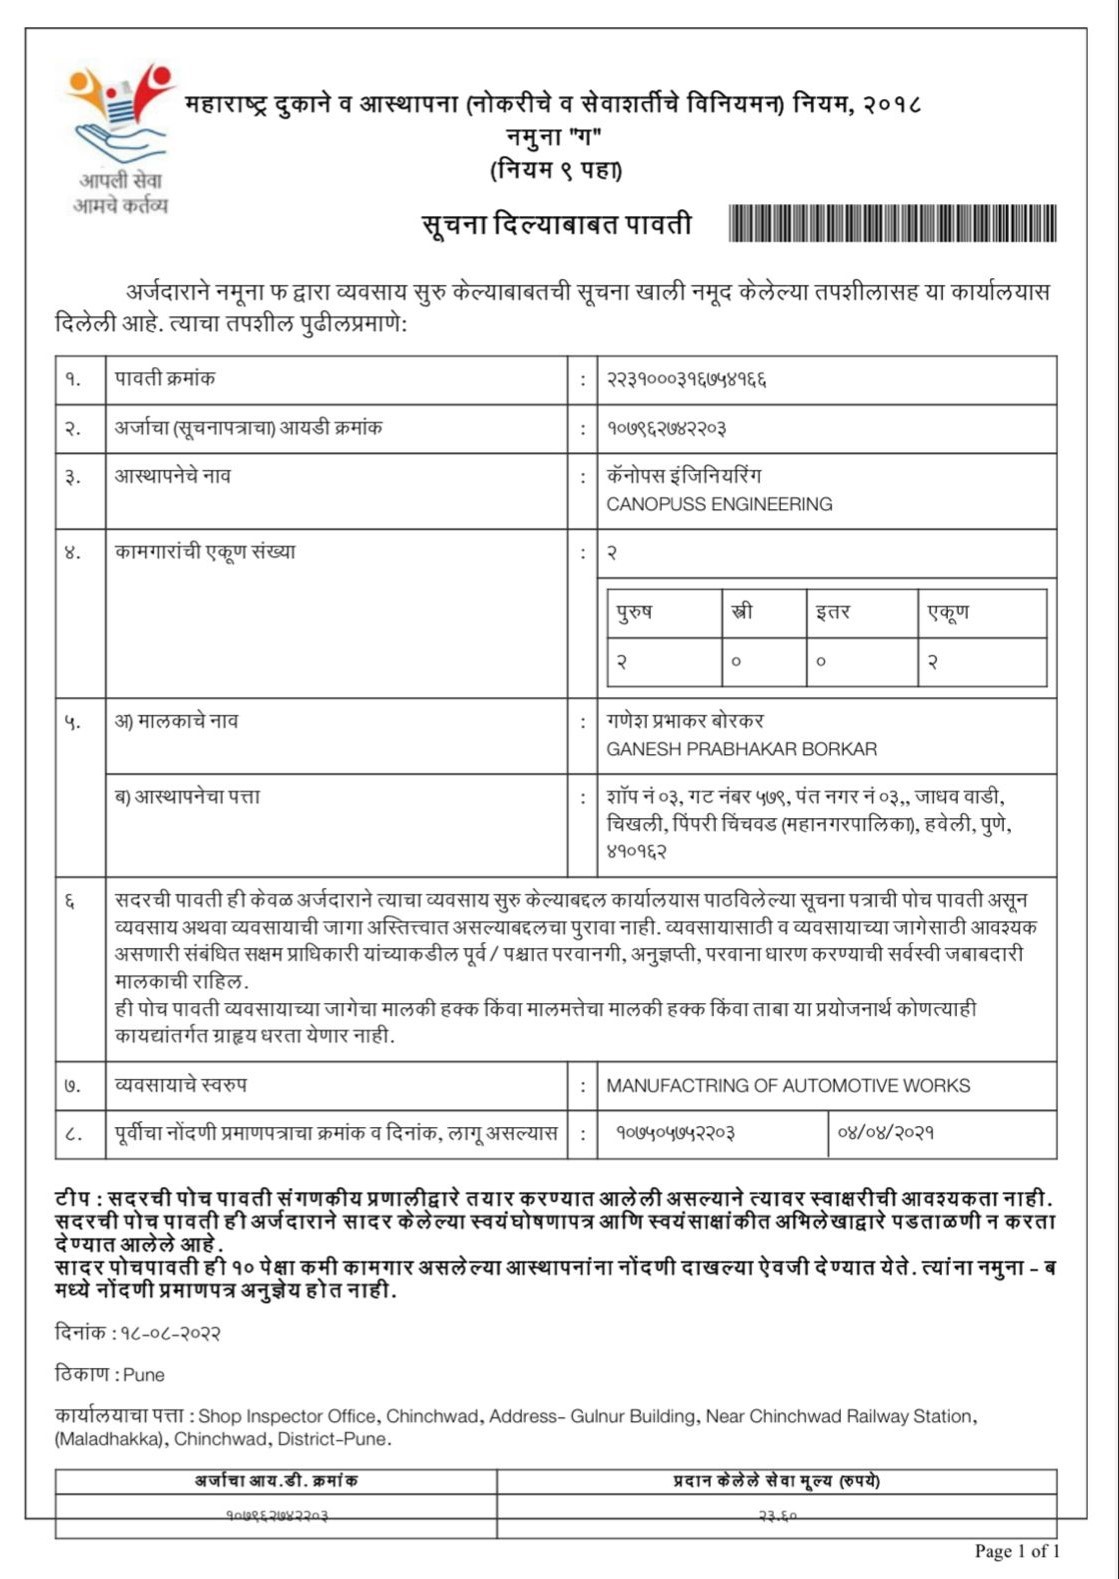 महाराष्ट्र दुकाने व आस्थापना (नोकरीचे व सेवाशर्तीचे विनियमन) नियम, २०१८
नमुना "ग"
(नियम ९ पहा)
आपली सेवा
आमचे कर्तव्य
सूचना दिल्याबाबत पावती
अर्जदाराने नमूना फ द्वारा व्यवसाय सुरु केल्याबाबतची सूचना खाली नमूद केलेल्या तपशीलासह या कार्यालयास
दिलेली आहे. त्याचा तपशील पुढीलप्रमाणे:
१. पावती क्रमांक : २२३१०००३१६७५४१६६
२. अर्जाचा (सूचनापत्राचा) आयडी क्रमांक : १०७९६२७४२२०३
३. आस्थापनेचे नाव : कॅनोपस इंजिनियरिंग
CANOPUSS ENGINEERING
४. कामगारांची एकूण संख्या : २
पुरुष स्त्री इतर एकूण
२ ० ० २
५. अ) मालकाचे नाव : गणेश प्रभाकर बोरकर
GANESH PRABHAKAR BORKAR
ब) आस्थापनेचा पत्ता : शॉप नं ०३, गट नंबर ५७९, पंत नगर नं ०३,, जाधव वाडी,
चिखली, पिंपरी चिंचवड (महानगरपालिका), हवेली, पुणे,
४१०१६२
६ सदरची पावती ही केवळ अर्जदाराने त्याचा व्यवसाय सुरु केल्याबद्दल कार्यालयास पाठविलेल्या सूचना पत्राची पोच पावती असून
व्यवसाय अथवा व्यवसायाची जागा अस्तित्त्वात असल्याबद्दलचा पुरावा नाही. व्यवसायासाठी व व्यवसायाच्या जागेसाठी आवश्यक
असणारी संबंधित सक्षम प्राधिकारी यांच्याकडील पूर्व / पश्चात परवानगी, अनुज्ञप्ती, परवाना धारण करण्याची सर्वस्वी जबाबदारी
मालकाची राहिल.
ही पोच पावती व्यवसायाच्या जागेचा मालकी हक्क किंवा मालमत्तेचा मालकी हक्क किंवा ताबा या प्रयोजनार्थ कोणत्याही
कायद्यांतर्गत ग्राह्रय धरता येणार नाही.
७. व्यवसायाचे स्वरुप : MANUFACTRING OF AUTOMOTIVE WORKS
८. पूर्वीचा नोंदणी प्रमाणपत्राचा क्रमांक व दिनांक, लागू असल्यास : १०७५०५७५२२०३ ०४/०४/२०२१
टीप : सदरची पोच पावती संगणकीय प्रणालीद्वारे तयार करण्यात आलेली असल्याने त्यावर स्वाक्षरीची आवश्यकता नाही.
सदरची पोच पावती ही अर्जदाराने सादर केलेल्या स्वयंघोषणापत्र आणि स्वयंसाक्षांकीत अभिलेखाद्वारे पडताळणी न करता
देण्यात आलेले आहे.
सादर पोचपावती ही १० पेक्षा कमी कामगार असलेल्या आस्थापनांना नोंदणी दाखल्या ऐवजी देण्यात येते. त्यांना नमुना - ब
मध्ये नोंदणी प्रमाणपत्र अनुज्ञेय होत नाही.
दिनांक : १८-०८-२०२२
ठिकाण : Pune
कार्यालयाचा पत्ता : Shop Inspector Office, Chinchwad, Address- Gulnur Building, Near Chinchwad Railway Station,
(Maladhakka), Chinchwad, District-Pune.
अर्जाचा आय.डी. क्रमांक प्रदान केलेले सेवा मूल्य (रुपये)
१०७९६२७४२२०३ २३.६०
Page 1 of 1